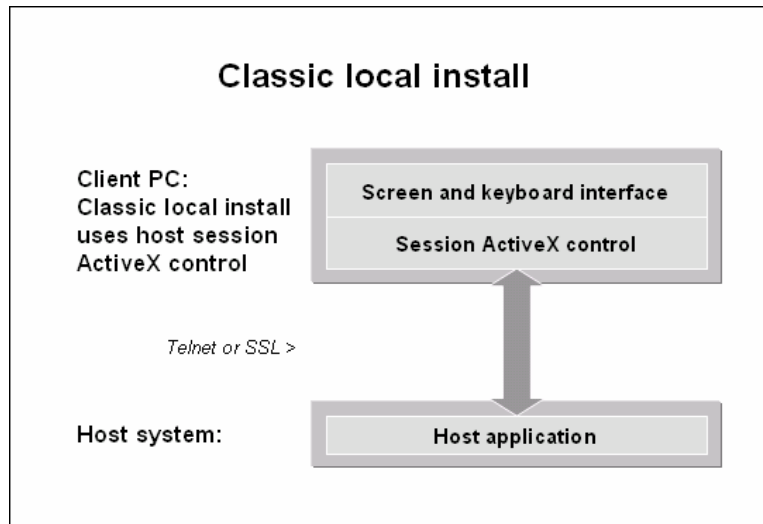 Classic local install
Client PC:
Classic local install
uses host session
ActiveX control
Screen and keyboard interface
Session ActiveX control
Telnet or SSL >
Host system:
Host application